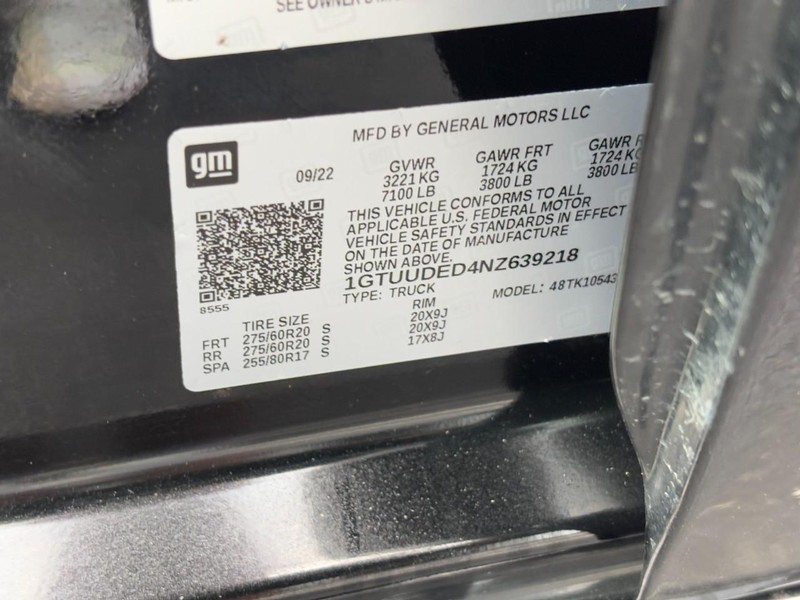 SEE OWNER'S
MFD BY GENERAL MOTORS LLC
gm
09/22
GVWR GAWR FRT GAWR
3221 KG 1724 KG 1724 KG
7100 LB 3800 LB 3800 LB
THIS VEHICLE CONFORMS TO ALL
APPLICABLE U.S. FEDERAL MOTOR
VEHICLE SAFETY STANDARDS IN EFFECT
ON THE DATE OF MANUFACTURE
SHOWN ABOVE.
1GTUUDED4NZ639218
TYPE: TRUCK MODEL: 48TK10543
8555
TIRE SIZE RIM
FRT 275/60R20 S 20X9J
RR 275/60R20 S 20X9J
SPA 255/80R17 S 17X8J